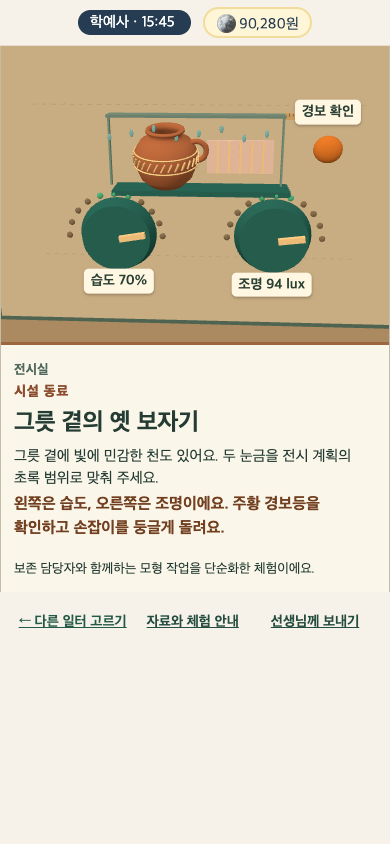 학예사 · 15:45
90,280원
경보 확인
습도 70%
조명 94 lux
전시실
시설 동료
그릇 곁의 옛 보자기
그릇 곁에 빛에 민감한 천도 있어요. 두 눈금을 전시 계획의
초록 범위로 맞춰 주세요.
왼쪽은 습도, 오른쪽은 조명이에요. 주황 경보등을
확인하고 손잡이를 둥글게 돌려요.
보존 담당자와 함께하는 모형 작업을 단순화한 체험이에요.
← 다른 일터 고르기
자료와 체험 안내
선생님께 보내기